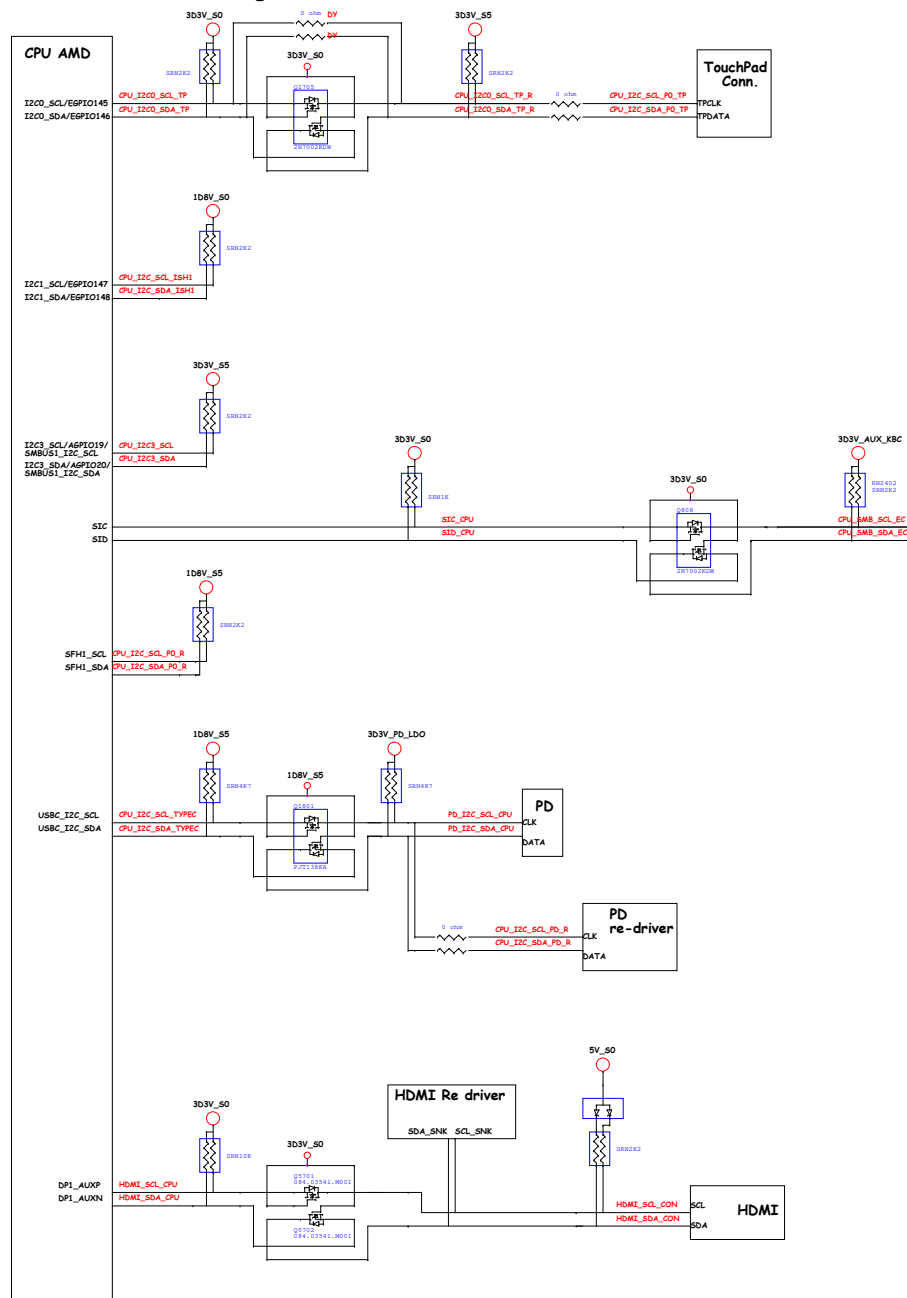 3D3V_S0
0 ohm DY
DY
3D3V_S5
CPU AMD
SRN2K2
3D3V_S0
SRN2K2
TouchPad
Conn.
Q1705
I2C0_SCL/EGPIO145
CPU_I2C0_SCL_TP
CPU_I2C0_SCL_TP_R
0 ohm
CPU_I2C_SCL_P0_TP
TPCLK
I2C0_SDA/EGPIO146
CPU_I2C0_SDA_TP
CPU_I2C0_SDA_TP_R
CPU_I2C_SDA_P0_TP
TPDATA
2N7002KDW
1D8V_S0
SRN2K2
I2C1_SCL/EGPIO147
CPU_I2C_SCL_ISH1
I2C1_SDA/EGPIO148
CPU_I2C_SDA_ISH1
3D3V_S5
SRN2K2
I2C3_SCL/AGPIO19/
SMBUS1_I2C_SCL
CPU_I2C3_SCL
I2C3_SDA/AGPIO20/
SMBUS1_I2C_SDA
CPU_I2C3_SDA
3D3V_S0
3D3V_AUX_KBC
SRN1K
3D3V_S0
RN2402
SRN2K2
Q808
SIC
SIC_CPU
CPU_SMB_SCL_EC
SID
SID_CPU
CPU_SMB_SDA_EC
2N7002KDW
1D8V_S5
SRN2K2
SFH1_SCL
CPU_I2C_SCL_P0_R
SFH1_SDA
CPU_I2C_SDA_P0_R
1D8V_S5
3D3V_PD_LDO
SRN4K7
1D8V_S5
SRN4K7
Q1801
PD
USBC_I2C_SCL
CPU_I2C_SCL_TYPEC
PD_I2C_SCL_CPU
CLK
USBC_I2C_SDA
CPU_I2C_SDA_TYPEC
PD_I2C_SDA_CPU
DATA
PJT138KA
PD
re-driver
0 ohm
CPU_I2C_SCL_PD_R
CLK
CPU_I2C_SDA_PD_R
DATA
5V_S0
HDMI Re driver
SDA_SNK SCL_SNK
3D3V_S0
SRN10K
3D3V_S0
SRN2K2
Q5701
084.03541.M001
DP1_AUXP
HDMI_SCL_CPU
HDMI_SCL_CON
SCL
HDMI
DP1_AUXN
HDMI_SDA_CPU
HDMI_SDA_CON
SDA
Q5702
084.03541.M001